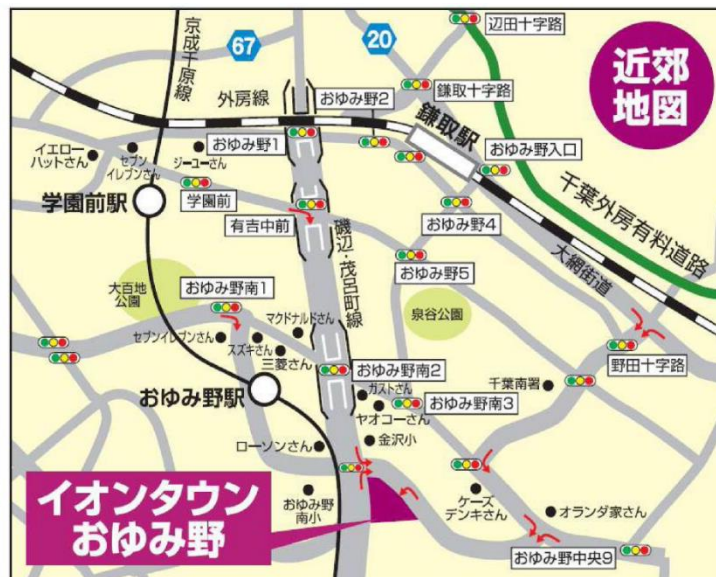 近郊
地図
京成千原線
67
20
辺田十字路
外房線
おゆみ野2
鎌取十字路
鎌取駅
イエロー
ハットさん
セブン
イレブンさん
ジーユーさん
おゆみ野1
おゆみ野入口
学園前駅
学園前
有吉中前
おゆみ野4
千葉外房有料道路
磯辺・茂呂町線
大網街道
おゆみ野5
大百地
公園
おゆみ野南1
泉谷公園
セブンイレブンさん
スズキさん
マクドナルドさん
三菱さん
おゆみ野南2
野田十字路
おゆみ野駅
ガストさん
ヤオコーさん
おゆみ野南3
千葉南署
ローソンさん
金沢小
イオンタウン
おゆみ野
おゆみ野
南小
ケーズ
デンキさん
オランダ家さん
おゆみ野中央9